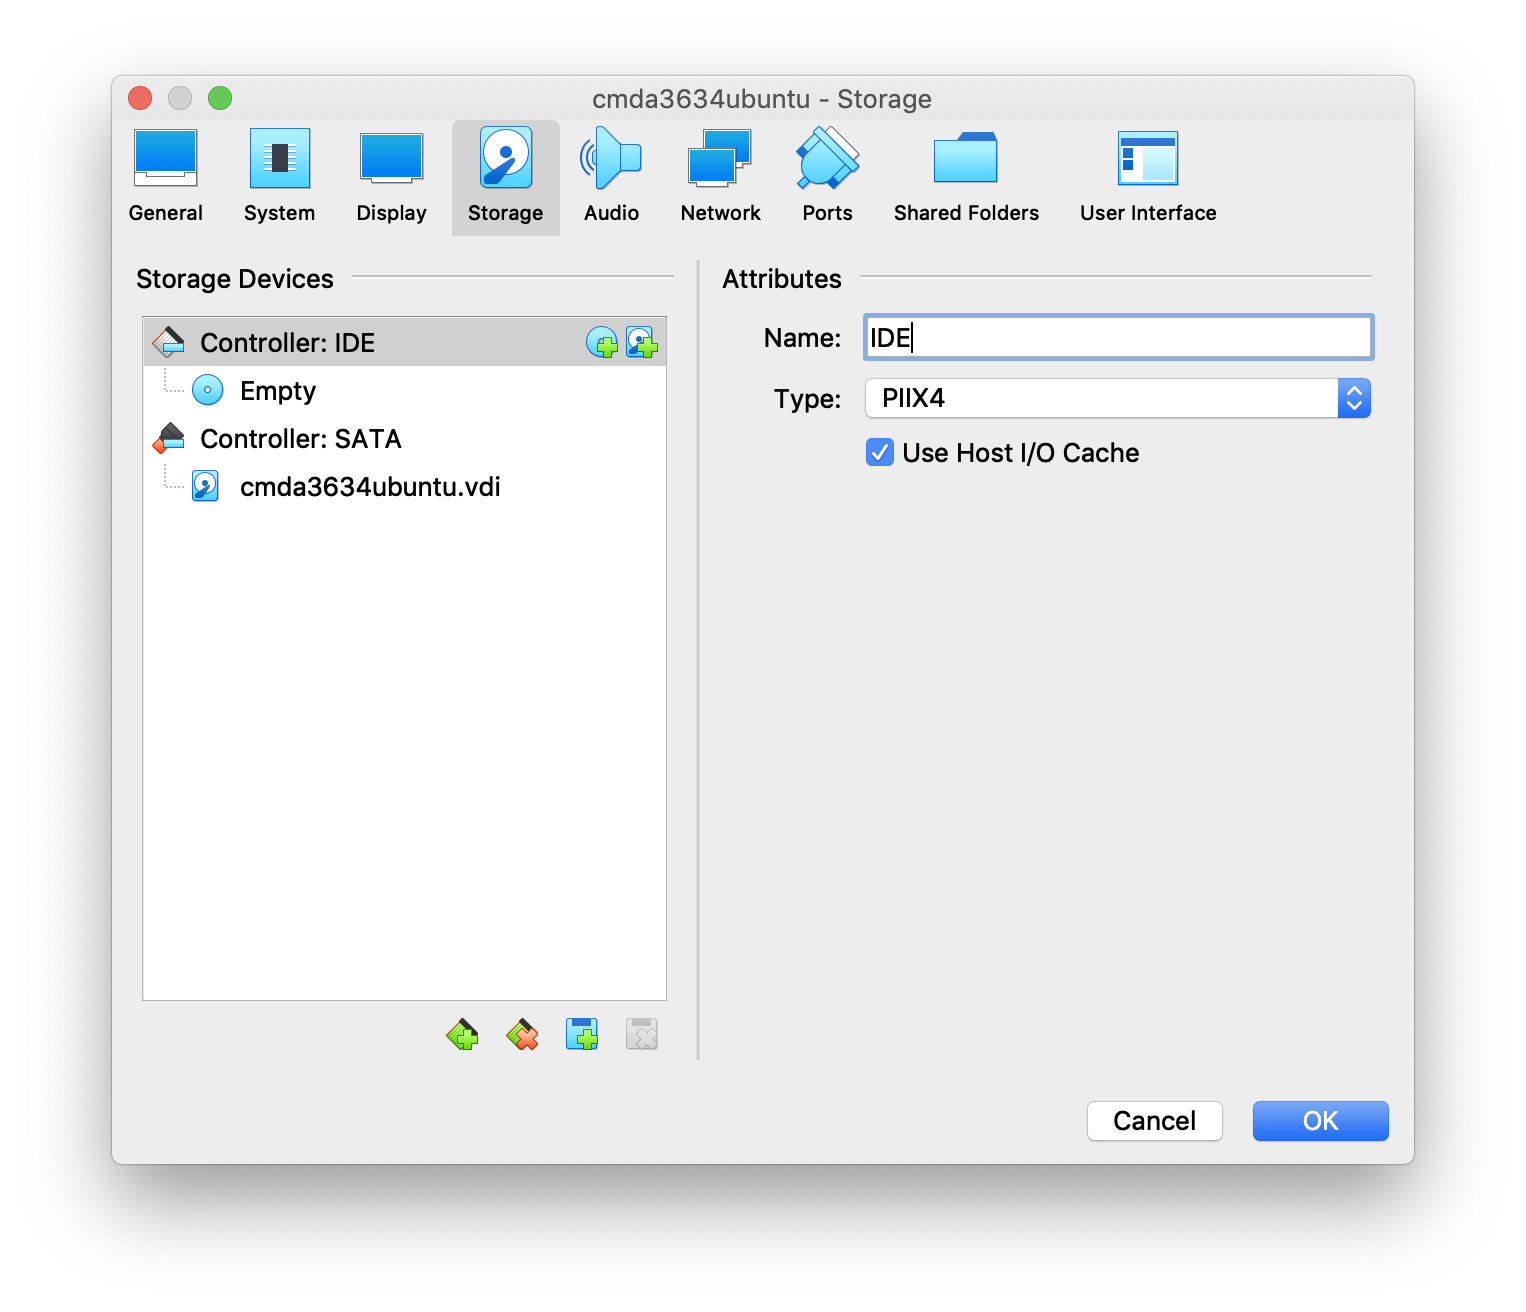 cmda3634ubuntu - Storage
General System Display Storage Audio Network Ports Shared Folders User Interface
Storage Devices
Controller: IDE
Empty
Controller: SATA
cmda3634ubuntu.vdi
Attributes
Name: IDE
Type: PIIX4
Use Host I/O Cache
Cancel OK